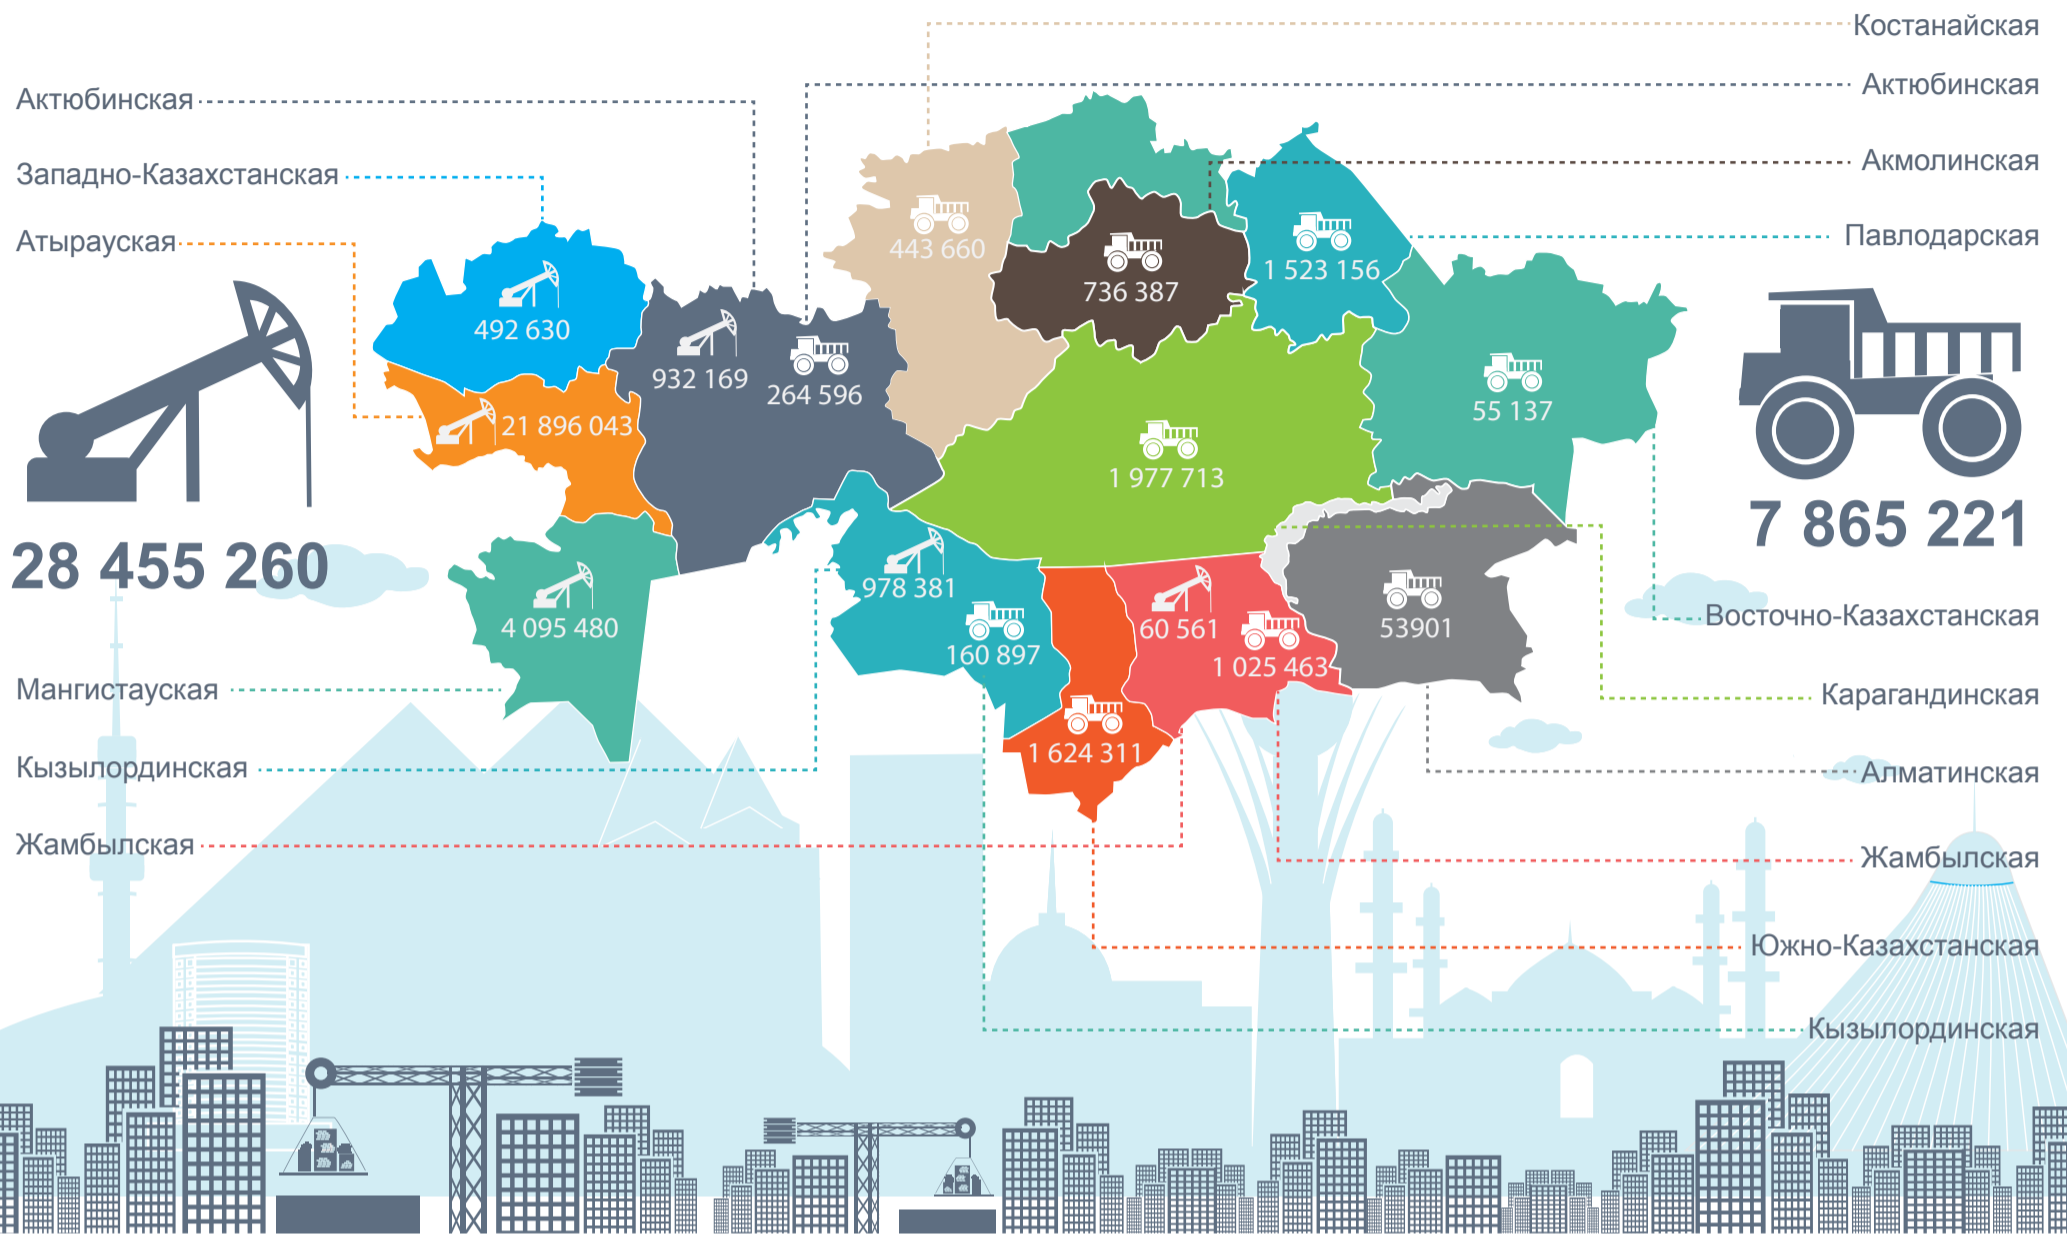 Костанайская
Актюбинская
Актюбинская
Акмолинская
Западно-Казахстанская
Атырауская
Павлодарская
443 660
1 523 156
736 387
492 630
932 169
264 596
55 137
21 896 043
1 977 713
28 455 260
7 865 221
978 381
4 095 480
60 561
53901
160 897
1 025 463
Восточно-Казахстанская
Мангистауская
Карагандинская
1 624 311
Кызылординская
Алматинская
Жамбылская
Жамбылская
Южно-Казахстанская
Кызылординская